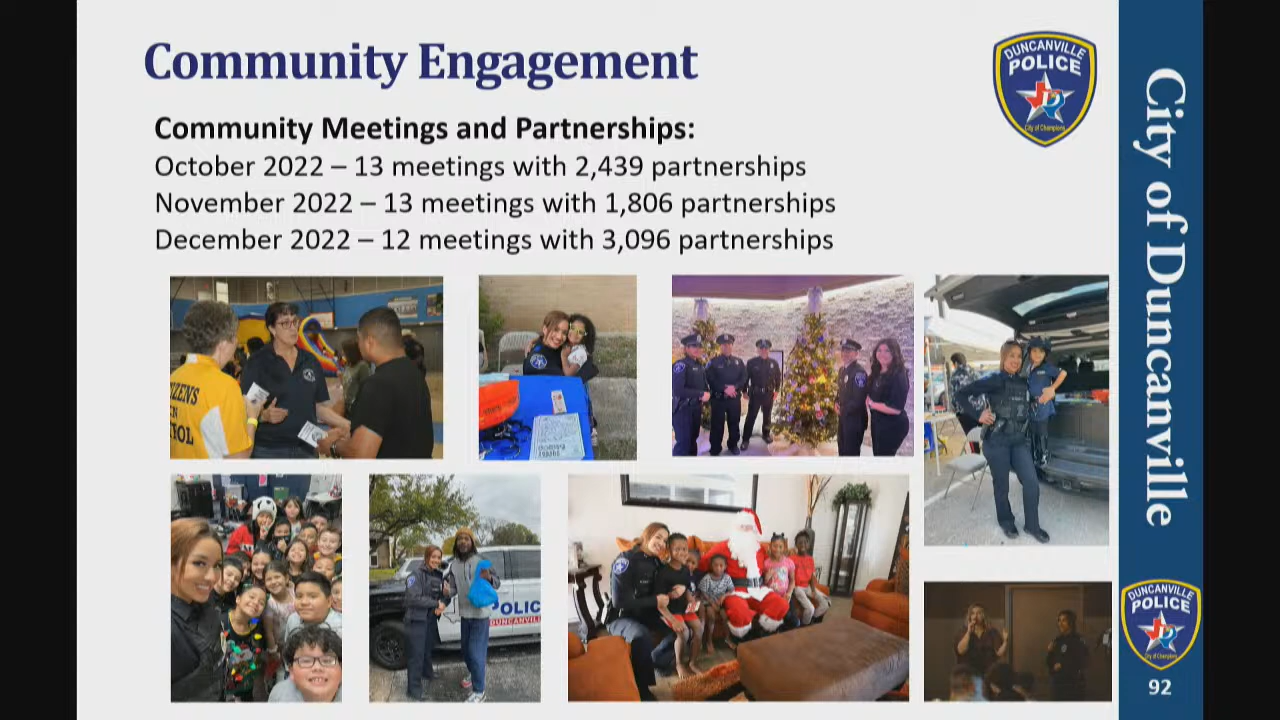 Community Engagement
DUNCANVILLE
POLICE
City of Champions
Community Meetings and Partnerships:
October 2022 – 13 meetings with 2,439 partnerships
November 2022 – 13 meetings with 1,806 partnerships
December 2022 – 12 meetings with 3,096 partnerships
City of Duncanville
POLIC
DUNCANVILLE
DUNCANVILLE
POLICE
City of Champions
92